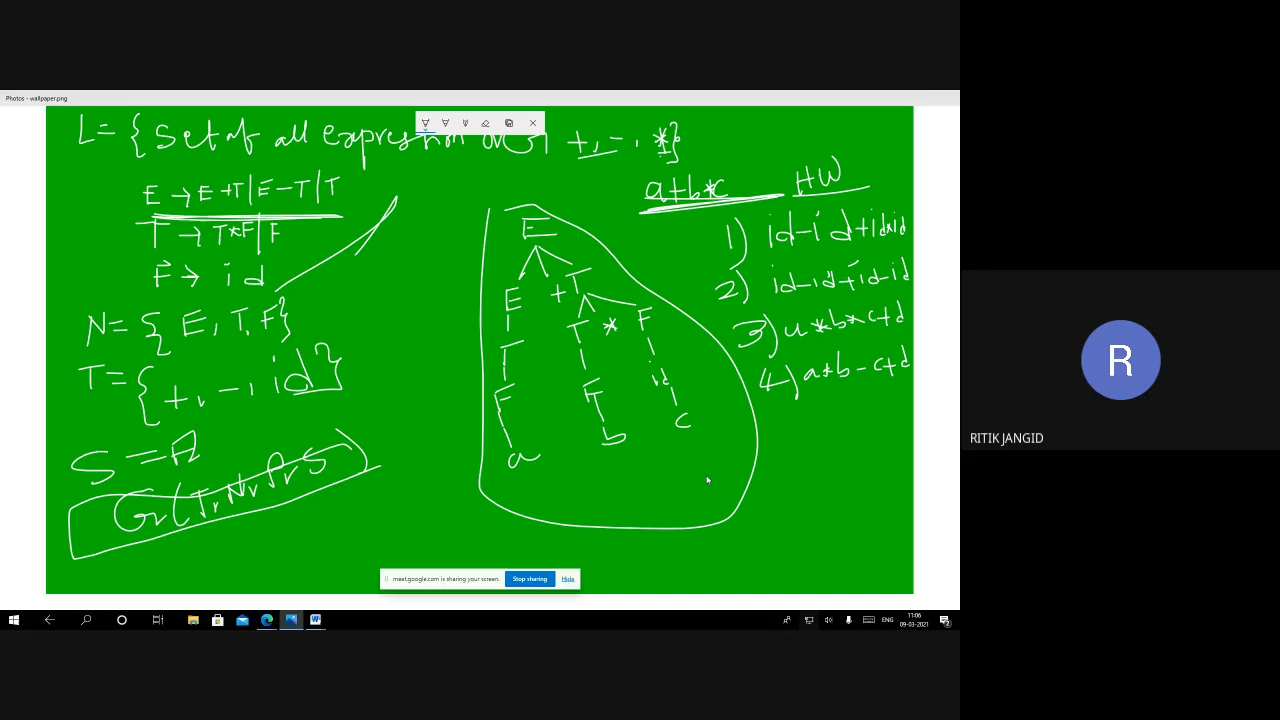 Photos - wallpaper.png
L = { Set of all expression over +, -, * }
E → E +T | E - T | T
T → T*F | F
F → id
N = { E, T, F }
T = { +, -, id }
S =
G ( T, N, P, S )
a+b*c
E
E + T
T T * F
F F id
a b c
HW
1) id-id+id*id
2) id-id+id-id
3) a*b*c+d
4) a*b-c+d
R
RITIK JANGID
meet.google.com is sharing your screen.
Stop sharing
Hide
ENG
11:06
09-03-2021